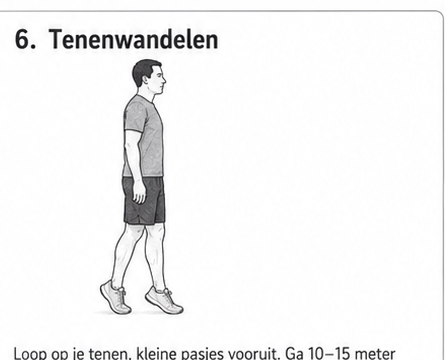 6. Tenenwandelen
Loop op je tenen, kleine pasjes vooruit. Ga 10–15 meter